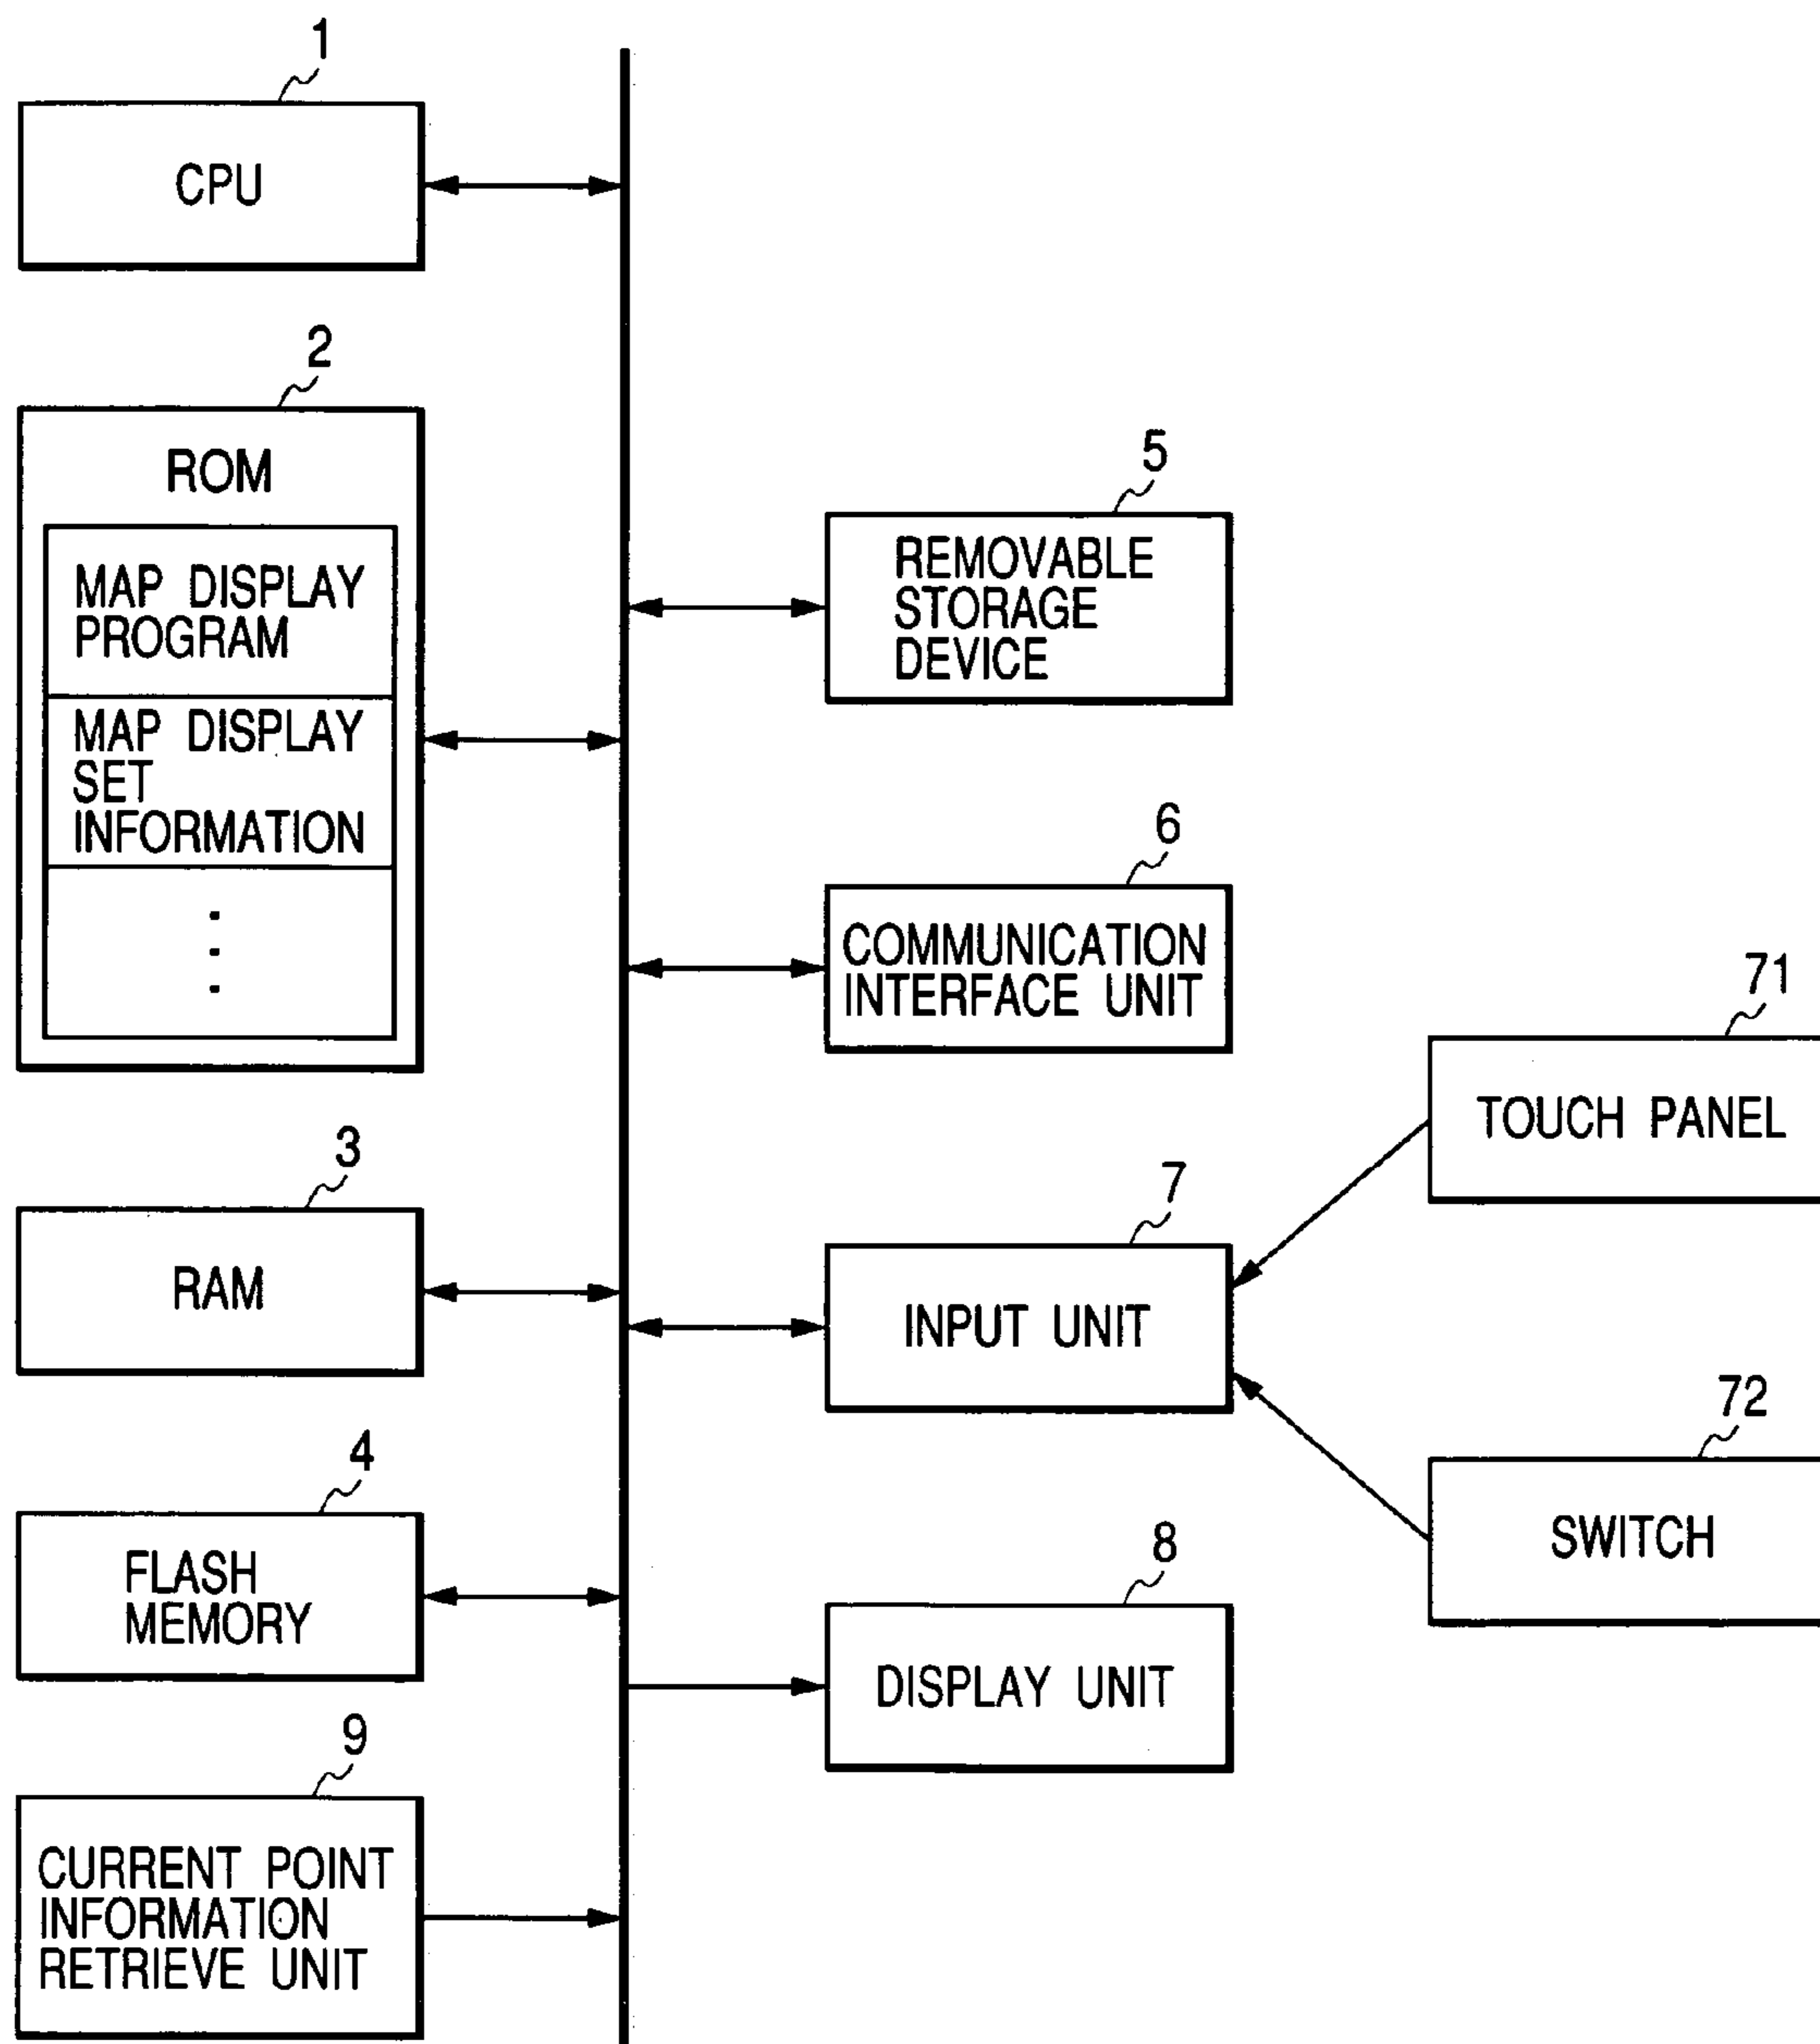 1
CPU
2
ROM
MAP DISPLAY
PROGRAM
MAP DISPLAY
SET
INFORMATION
3
RAM
4
FLASH
MEMORY
9
CURRENT POINT
INFORMATION
RETRIEVE UNIT
5
REMOVABLE
STORAGE
DEVICE
6
COMMUNICATION
INTERFACE UNIT
7
INPUT UNIT
8
DISPLAY UNIT
71
TOUCH PANEL
72
SWITCH